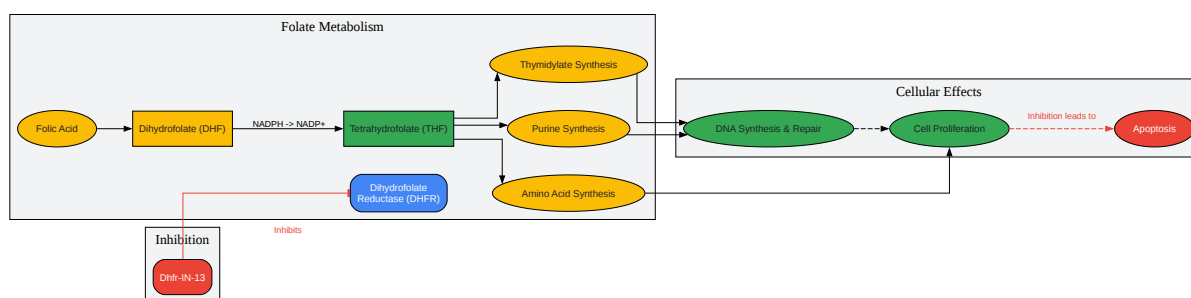 Folate Metabolism
Thymidylate Synthesis
Cellular Effects
Folic Acid
Dihydrofolate (DHF)
NADPH -> NADP+
Tetrahydrofolate (THF)
Purine Synthesis
DNA Synthesis & Repair
Cell Proliferation
Inhibition leads to
Apoptosis
Dihydrofolate
Reductase (DHFR)
Amino Acid Synthesis
Inhibits
Inhibition
Dhfr-IN-13